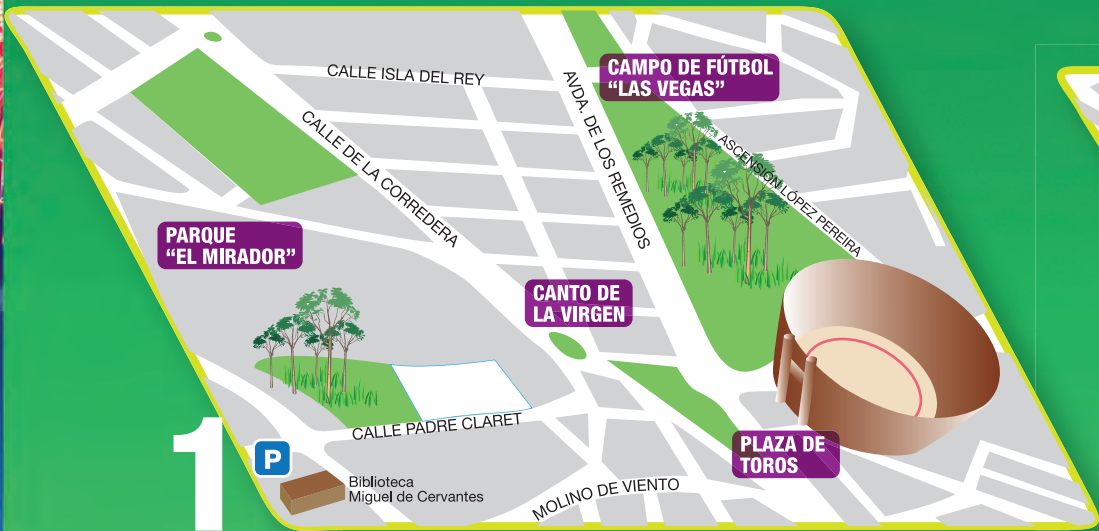 CALLE ISLA DEL REY
CAMPO DE FÚTBOL
“LAS VEGAS”
AVDA. DE LOS REMEDIOS
CALLE DE LA CORREDERA
ASCENSIÓN LÓPEZ PEREIRA
PARQUE
“EL MIRADOR”
CANTO DE
LA VIRGEN
CALLE PADRE CLARET
PLAZA DE
TOROS
1
P
Biblioteca
Miguel de Cervantes
MOLINO DE VIENTO